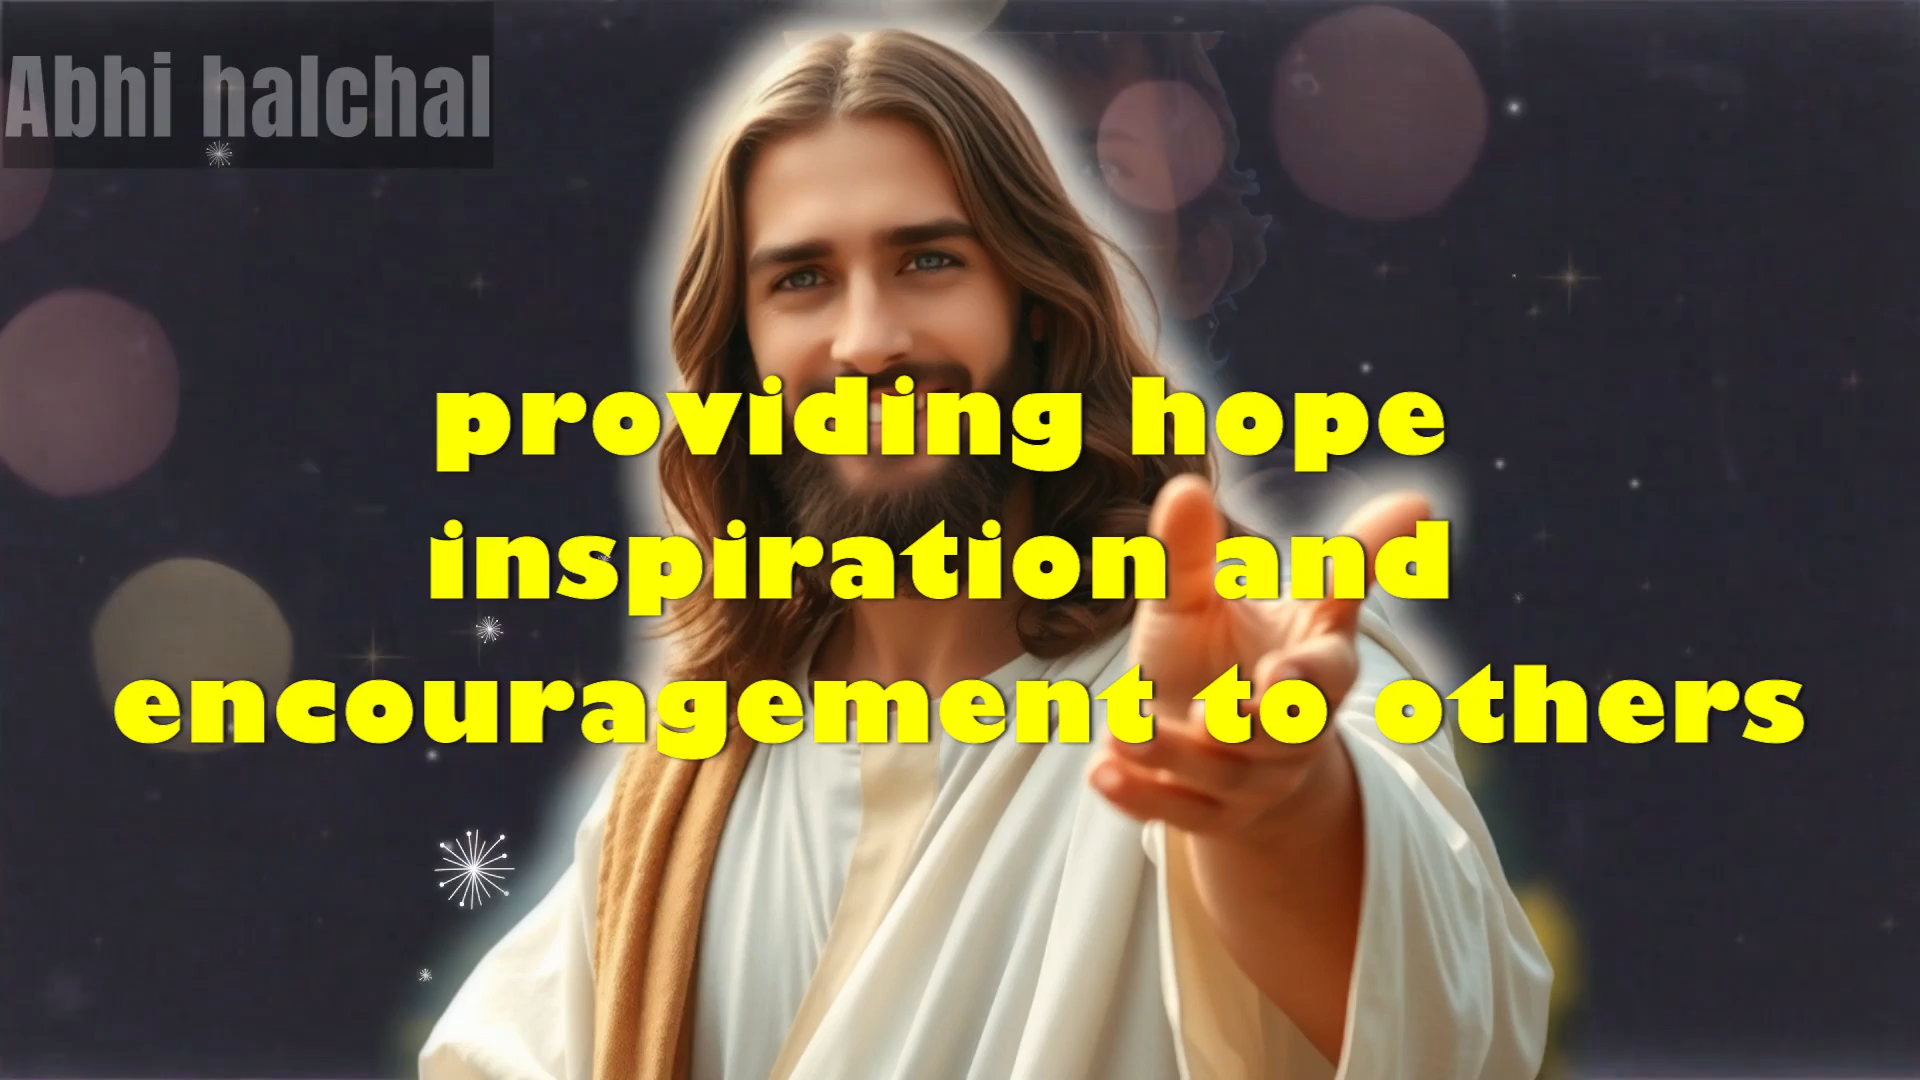 Abhi halchal
providing hope
inspiration and
encouragement to others